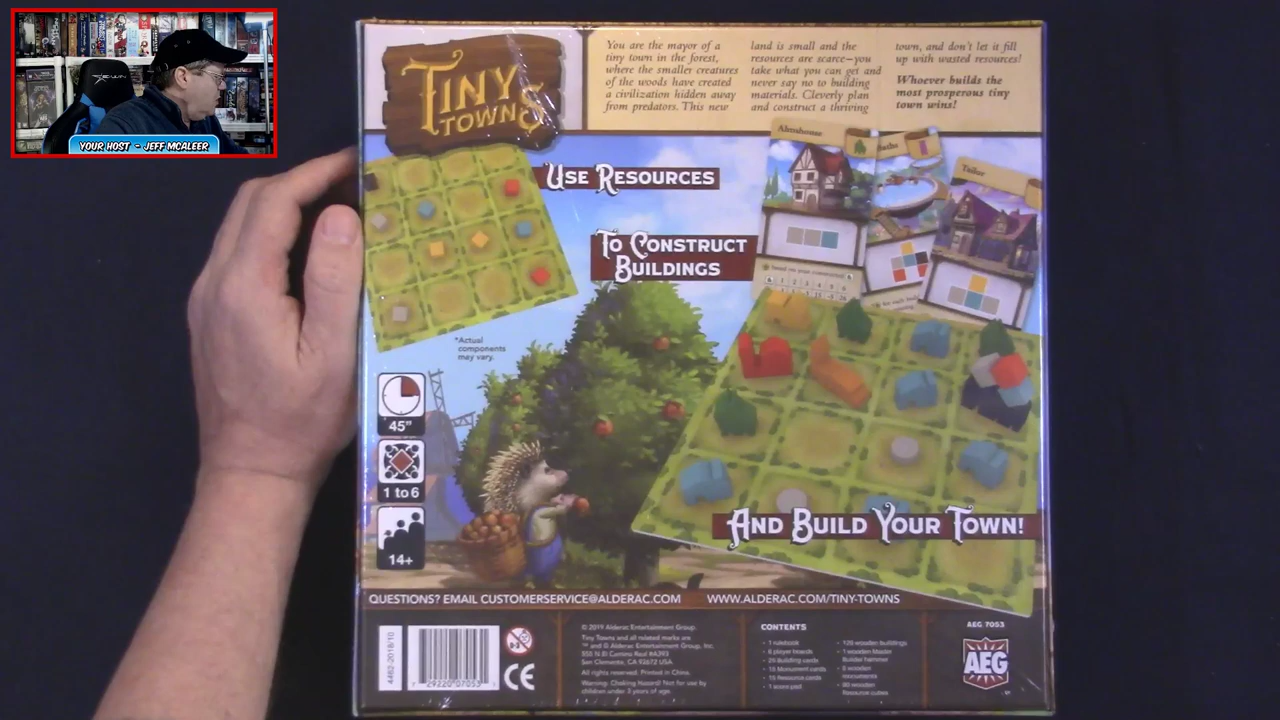 YOUR HOST - JEFF MCALEER
TINY
TOWNS
You are the mayor of a
tiny town in the forest,
where the smaller creatures
of the woods have created
a civilization hidden away
from predators. This new
land is small and the
resources are scarce—you
take what you can get and
never say no to building
materials. Cleverly plan
and construct a thriving
town, and don't let it fill
up with wasted resources!
Whoever builds the
most prosperous tiny
town wins!
USE RESOURCES
TO CONSTRUCT
BUILDINGS
Almshouse
Tailor
*Actual
components
may vary.
45"
1 to 6
14+
AND BUILD YOUR TOWN!
QUESTIONS? EMAIL CUSTOMERSERVICE@ALDERAC.COM
WWW.ALDERAC.COM/TINY-TOWNS
4462-2018/10
CE
© 2019 Alderac Entertainment Group.
Tiny Towns and all related marks are
™ and © Alderac Entertainment Group, Inc.
555 N El Camino Real #A393
San Clemente, CA 92672 USA
All rights reserved. Printed in China.
Warning. Choking Hazard! Not for use by
children under 3 years of age.
CONTENTS
• 1 rulebook
• 6 player boards
• 25 Building cards
• 15 Resource cards
• 1 score pad
• 1 wooden Master
Builder hammer
• 6 wooden
monuments
• 90 wooden
Resource cubes
AEG 7053
AEG